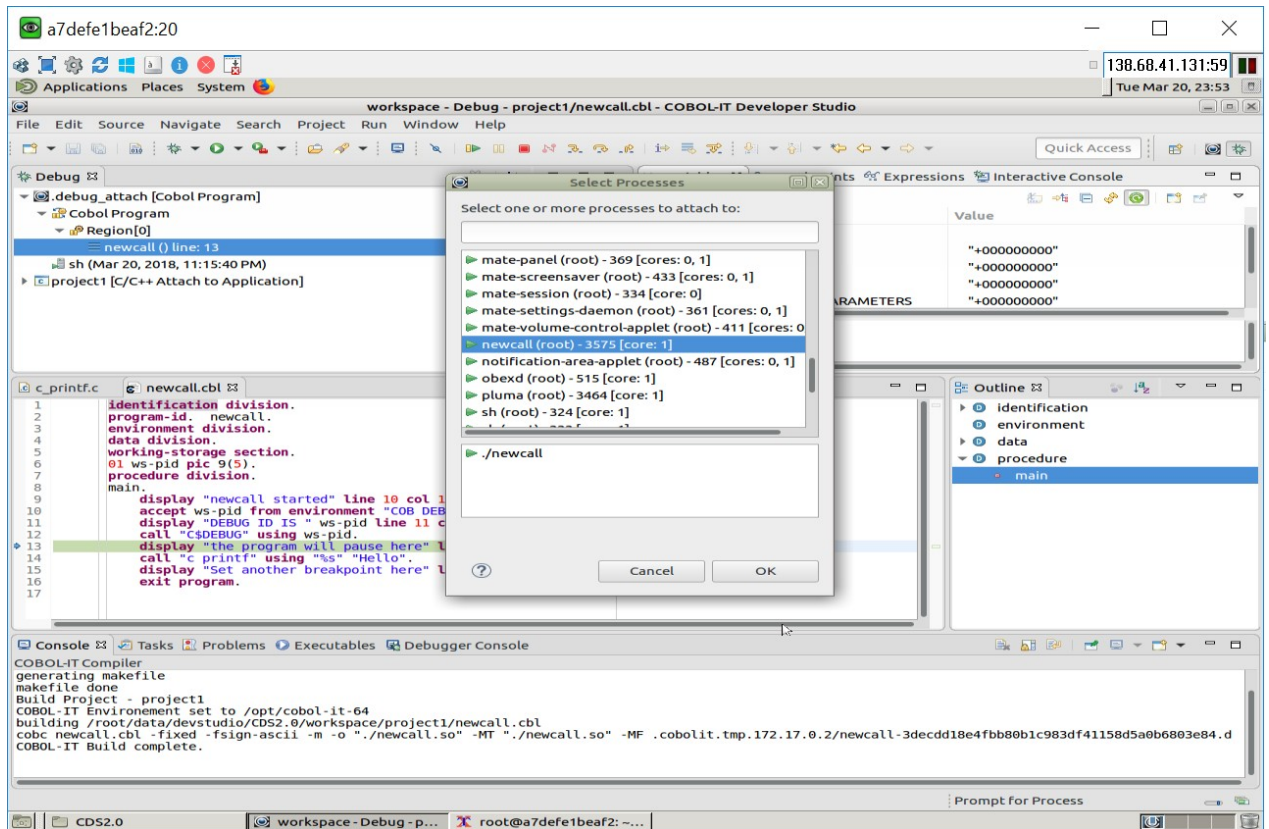 a7defe1beaf2:20
138.68.41.131:59
Applications Places System
Tue Mar 20, 23:53
workspace - Debug - project1/newcall.cbl - COBOL-IT Developer Studio
File Edit Source Navigate Search Project Run Window Help
Quick Access
Debug
.debug_attach [Cobol Program]
Cobol Program
Region[0]
newcall () line: 13
sh (Mar 20, 2018, 11:15:40 PM)
project1 [C/C++ Attach to Application]
nts Expressions Interactive Console
Value
"+000000000"
"+000000000"
"+000000000"
ARAMETERS "+000000000"
Select Processes
Select one or more processes to attach to:
mate-panel (root) - 369 [cores: 0, 1]
mate-screensaver (root) - 433 [cores: 0, 1]
mate-session (root) - 334 [core: 0]
mate-settings-daemon (root) - 361 [cores: 0, 1]
mate-volume-control-applet (root) - 411 [cores: 0
newcall (root) - 3575 [core: 1]
notification-area-applet (root) - 487 [cores: 0, 1]
obexd (root) - 515 [core: 1]
pluma (root) - 3464 [core: 1]
sh (root) - 324 [core: 1]
./newcall
Cancel OK
c_printf.c newcall.cbl
1 identification division.
2 program-id. newcall.
3 environment division.
4 data division.
5 working-storage section.
6 01 ws-pid pic 9(5).
7 procedure division.
8 main.
9 display "newcall started" line 10 col 1
10 accept ws-pid from environment "COB DEB
11 display "DEBUG ID IS " ws-pid line 11 c
12 call "C$DEBUG" using ws-pid.
13 display "the program will pause here" l
14 call "c printf" using "%s" "Hello".
15 display "Set another breakpoint here" l
16 exit program.
17
Outline
identification
environment
data
procedure
main
Console Tasks Problems Executables Debugger Console
COBOL-IT Compiler
generating makefile
makefile done
Build Project - project1
COBOL-IT Environement set to /opt/cobol-it-64
building /root/data/devstudio/CDS2.0/workspace/project1/newcall.cbl
cobc newcall.cbl -fixed -fsign-ascii -m -o "./newcall.so" -MT "./newcall.so" -MF .cobolit.tmp.172.17.0.2/newcall-3decdd18e4fbb80b1c983df41158d5a0b6803e84.d
COBOL-IT Build complete.
Prompt for Process
CDS2.0 workspace - Debug - p... root@a7defe1beaf2: ~...